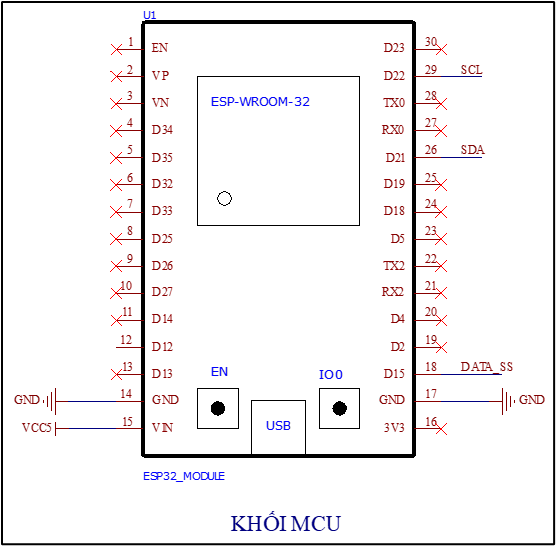 U1
1 EN D23 30
2 VP D22 29 SCL
3 VN TX0 28
ESP-WROOM-32
4 D34 RX0 27
5 D35 D21 26 SDA
6 D32 D19 25
7 D33 D18 24
8 D25 D5 23
9 D26 TX2 22
10 D27 RX2 21
11 D14 D4 20
12 D12 D2 19
13 D13 EN IO0 D15 18 DATA_SS
GND 14 GND GND 17 GND
VCC5 15 VIN USB 3V3 16
ESP32_MODULE
KHỐI MCU